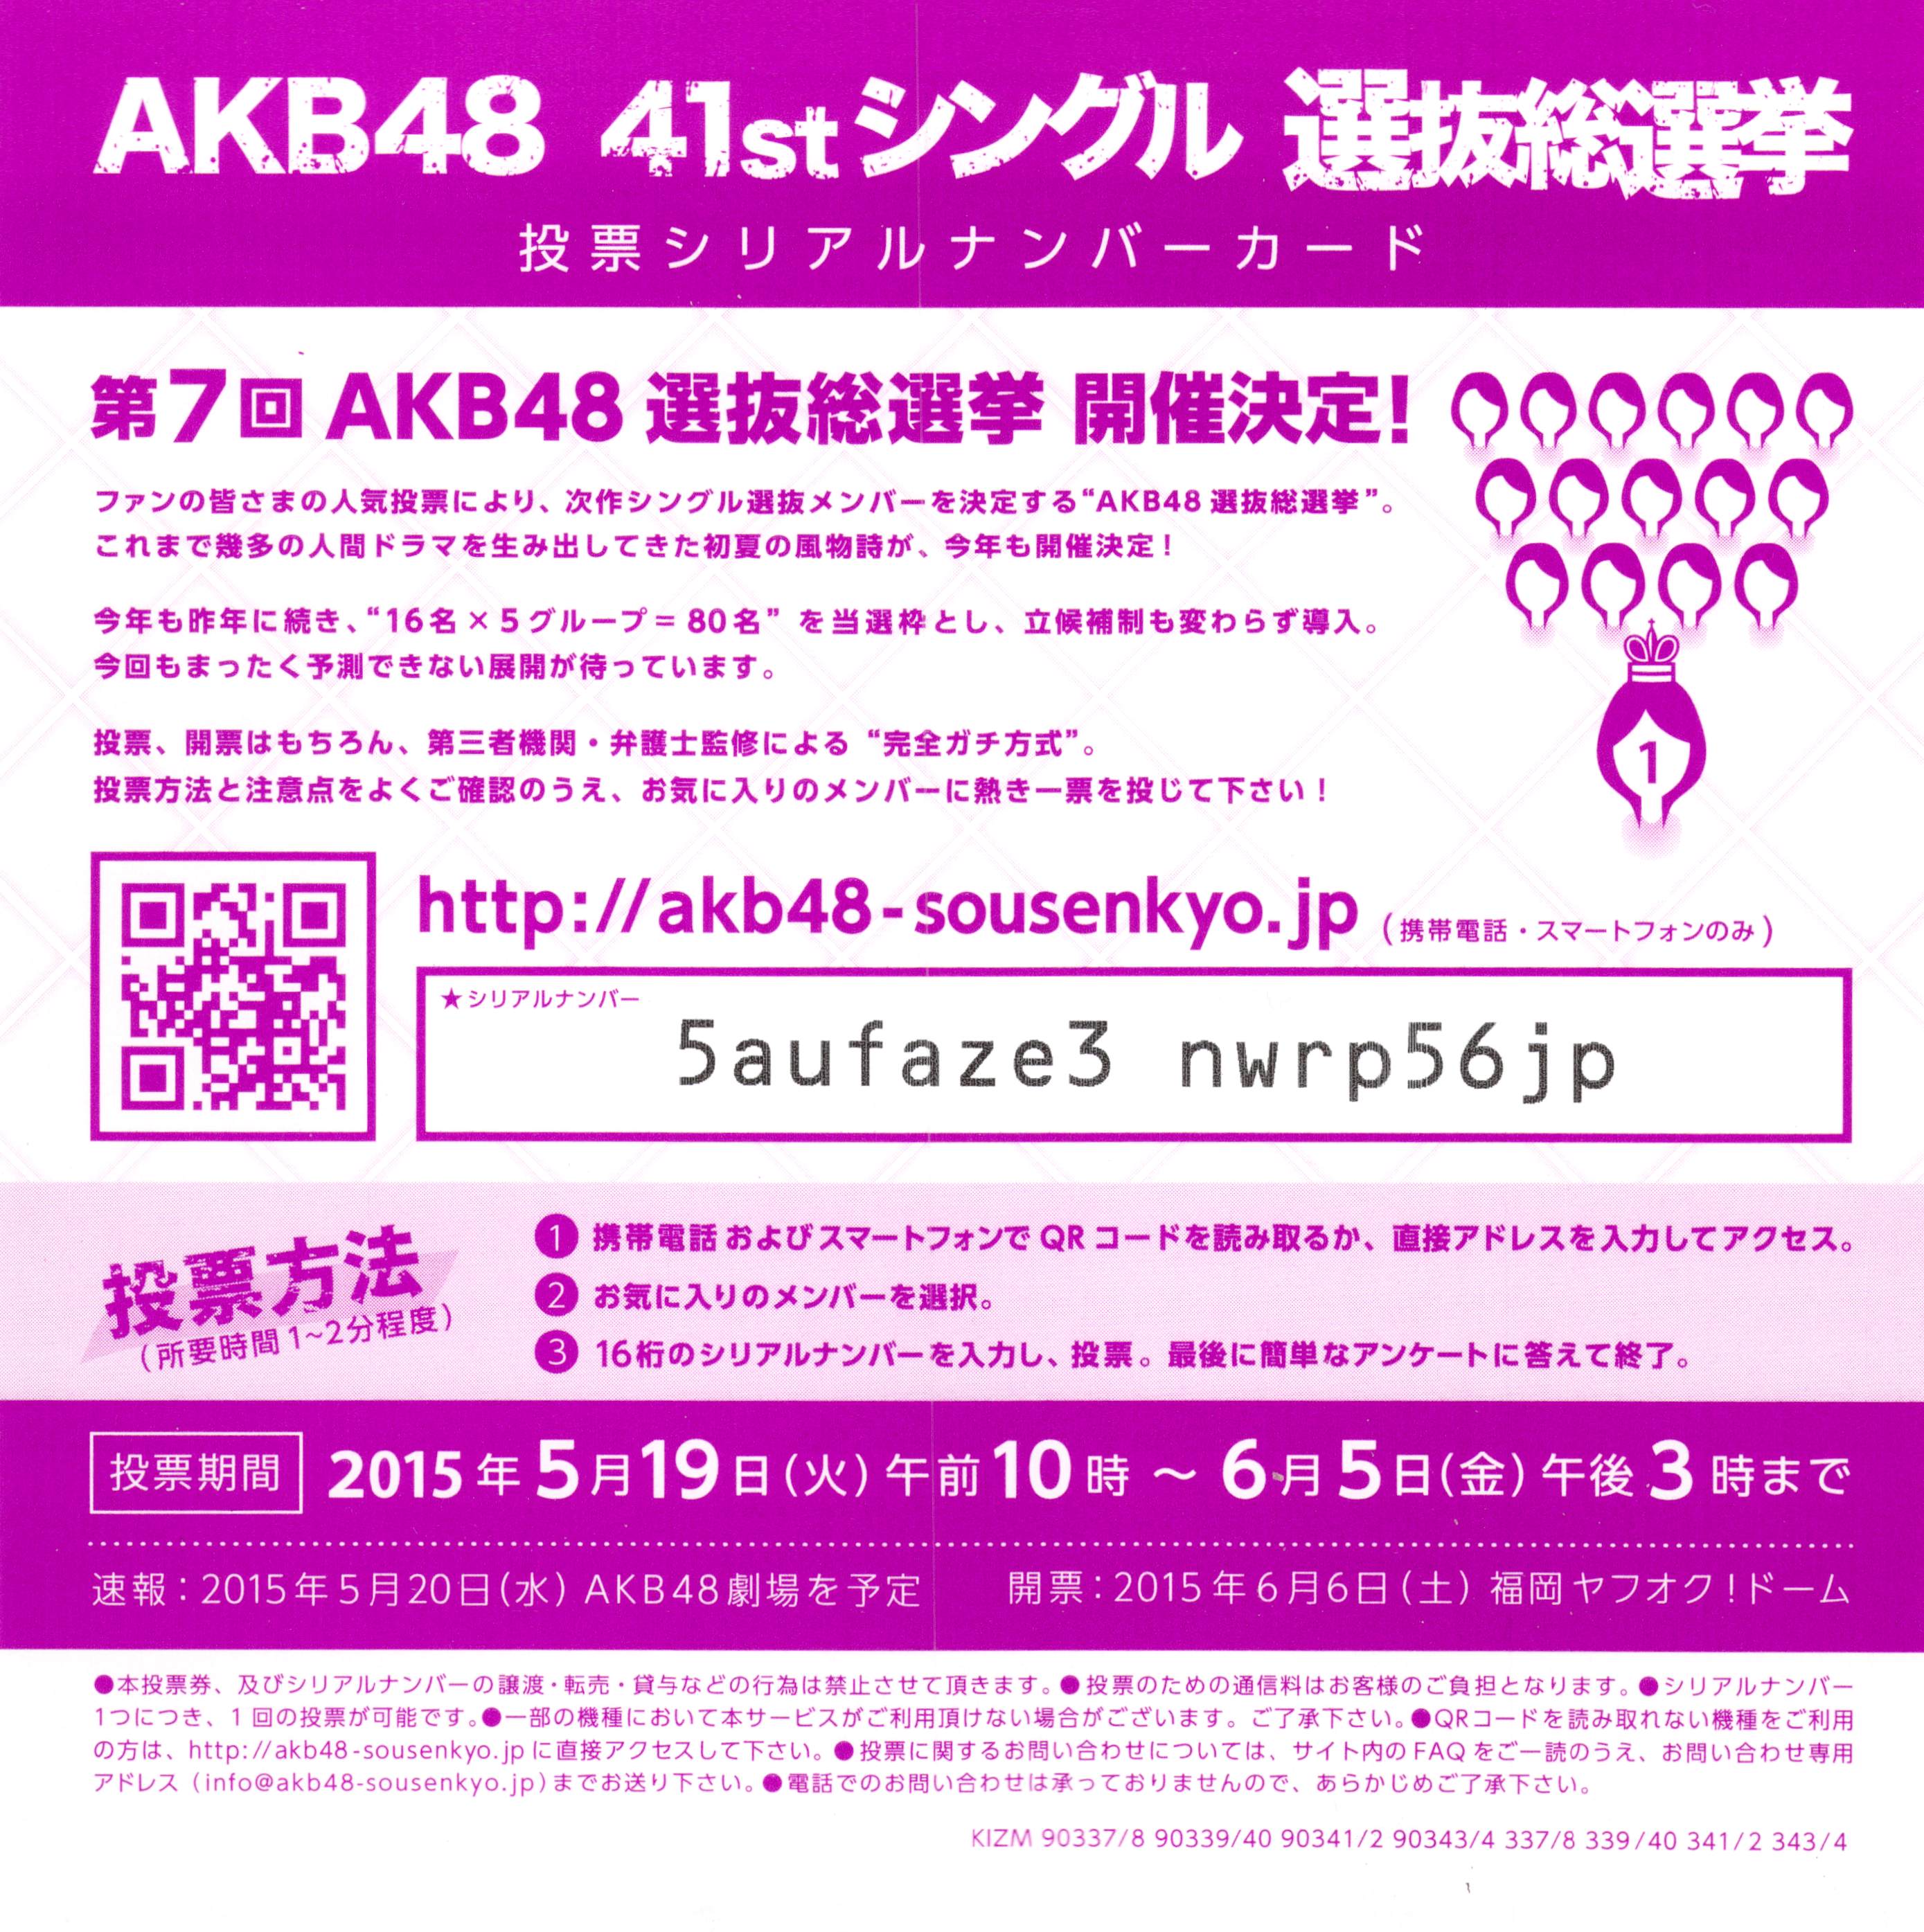 AKB48 41stシングル 選抜総選挙
投票シリアルナンバーカード
第7回 AKB48 選抜総選挙 開催決定!
ファンの皆さまの人気投票により、次作シングル選抜メンバーを決定する“AKB48 選抜総選挙”。
これまで幾多の人間ドラマを生み出してきた初夏の風物詩が、今年も開催決定！
今年も昨年に続き、“16名 × 5 グループ = 80名” を当選枠とし、立候補制も変わらず導入。
今回もまったく予測できない展開が待っています。
投票、開票はもちろん、第三者機関・弁護士監修による “完全ガチ方式”。
投票方法と注意点をよくご確認のうえ、お気に入りのメンバーに熱き一票を投じて下さい！
1
http://akb48-sousenkyo.jp (携帯電話・スマートフォンのみ)
★シリアルナンバー
5aufaze3 nwrp56jp
投票方法
(所要時間 1~2分程度)
① 携帯電話 およびスマートフォンで QR コードを読み取るか、直接アドレスを入力してアクセス。
② お気に入りのメンバーを選択。
③ 16桁のシリアルナンバーを入力し、投票。最後に簡単なアンケートに答えて終了。
投票期間 2015年5月19日(火)午前10時 ～ 6月5日(金)午後3時まで
速報：2015年5月20日(水) AKB48劇場を予定 開票：2015年6月6日(土) 福岡 ヤフオク!ドーム
●本投票券、及びシリアルナンバーの譲渡・転売・貸与などの行為は禁止させて頂きます。●投票のための通信料はお客様のご負担となります。●シリアルナンバー
1つにつき、1 回の投票が可能です。●一部の機種において本サービスがご利用頂けない場合がございます。ご了承下さい。●QRコードを読み取れない機種をご利用
の方は、http://akb48-sousenkyo.jp に直接アクセスして下さい。●投票に関するお問い合わせについては、サイト内の FAQ をご一読のうえ、お問い合わせ専用
アドレス（info@akb48-sousenkyo.jp)までお送り下さい。●電話でのお問い合わせは承っておりませんので、あらかじめご了承下さい。
KIZM 90337/8 90339/40 90341/2 90343/4 337/8 339/40 341/2 343/4